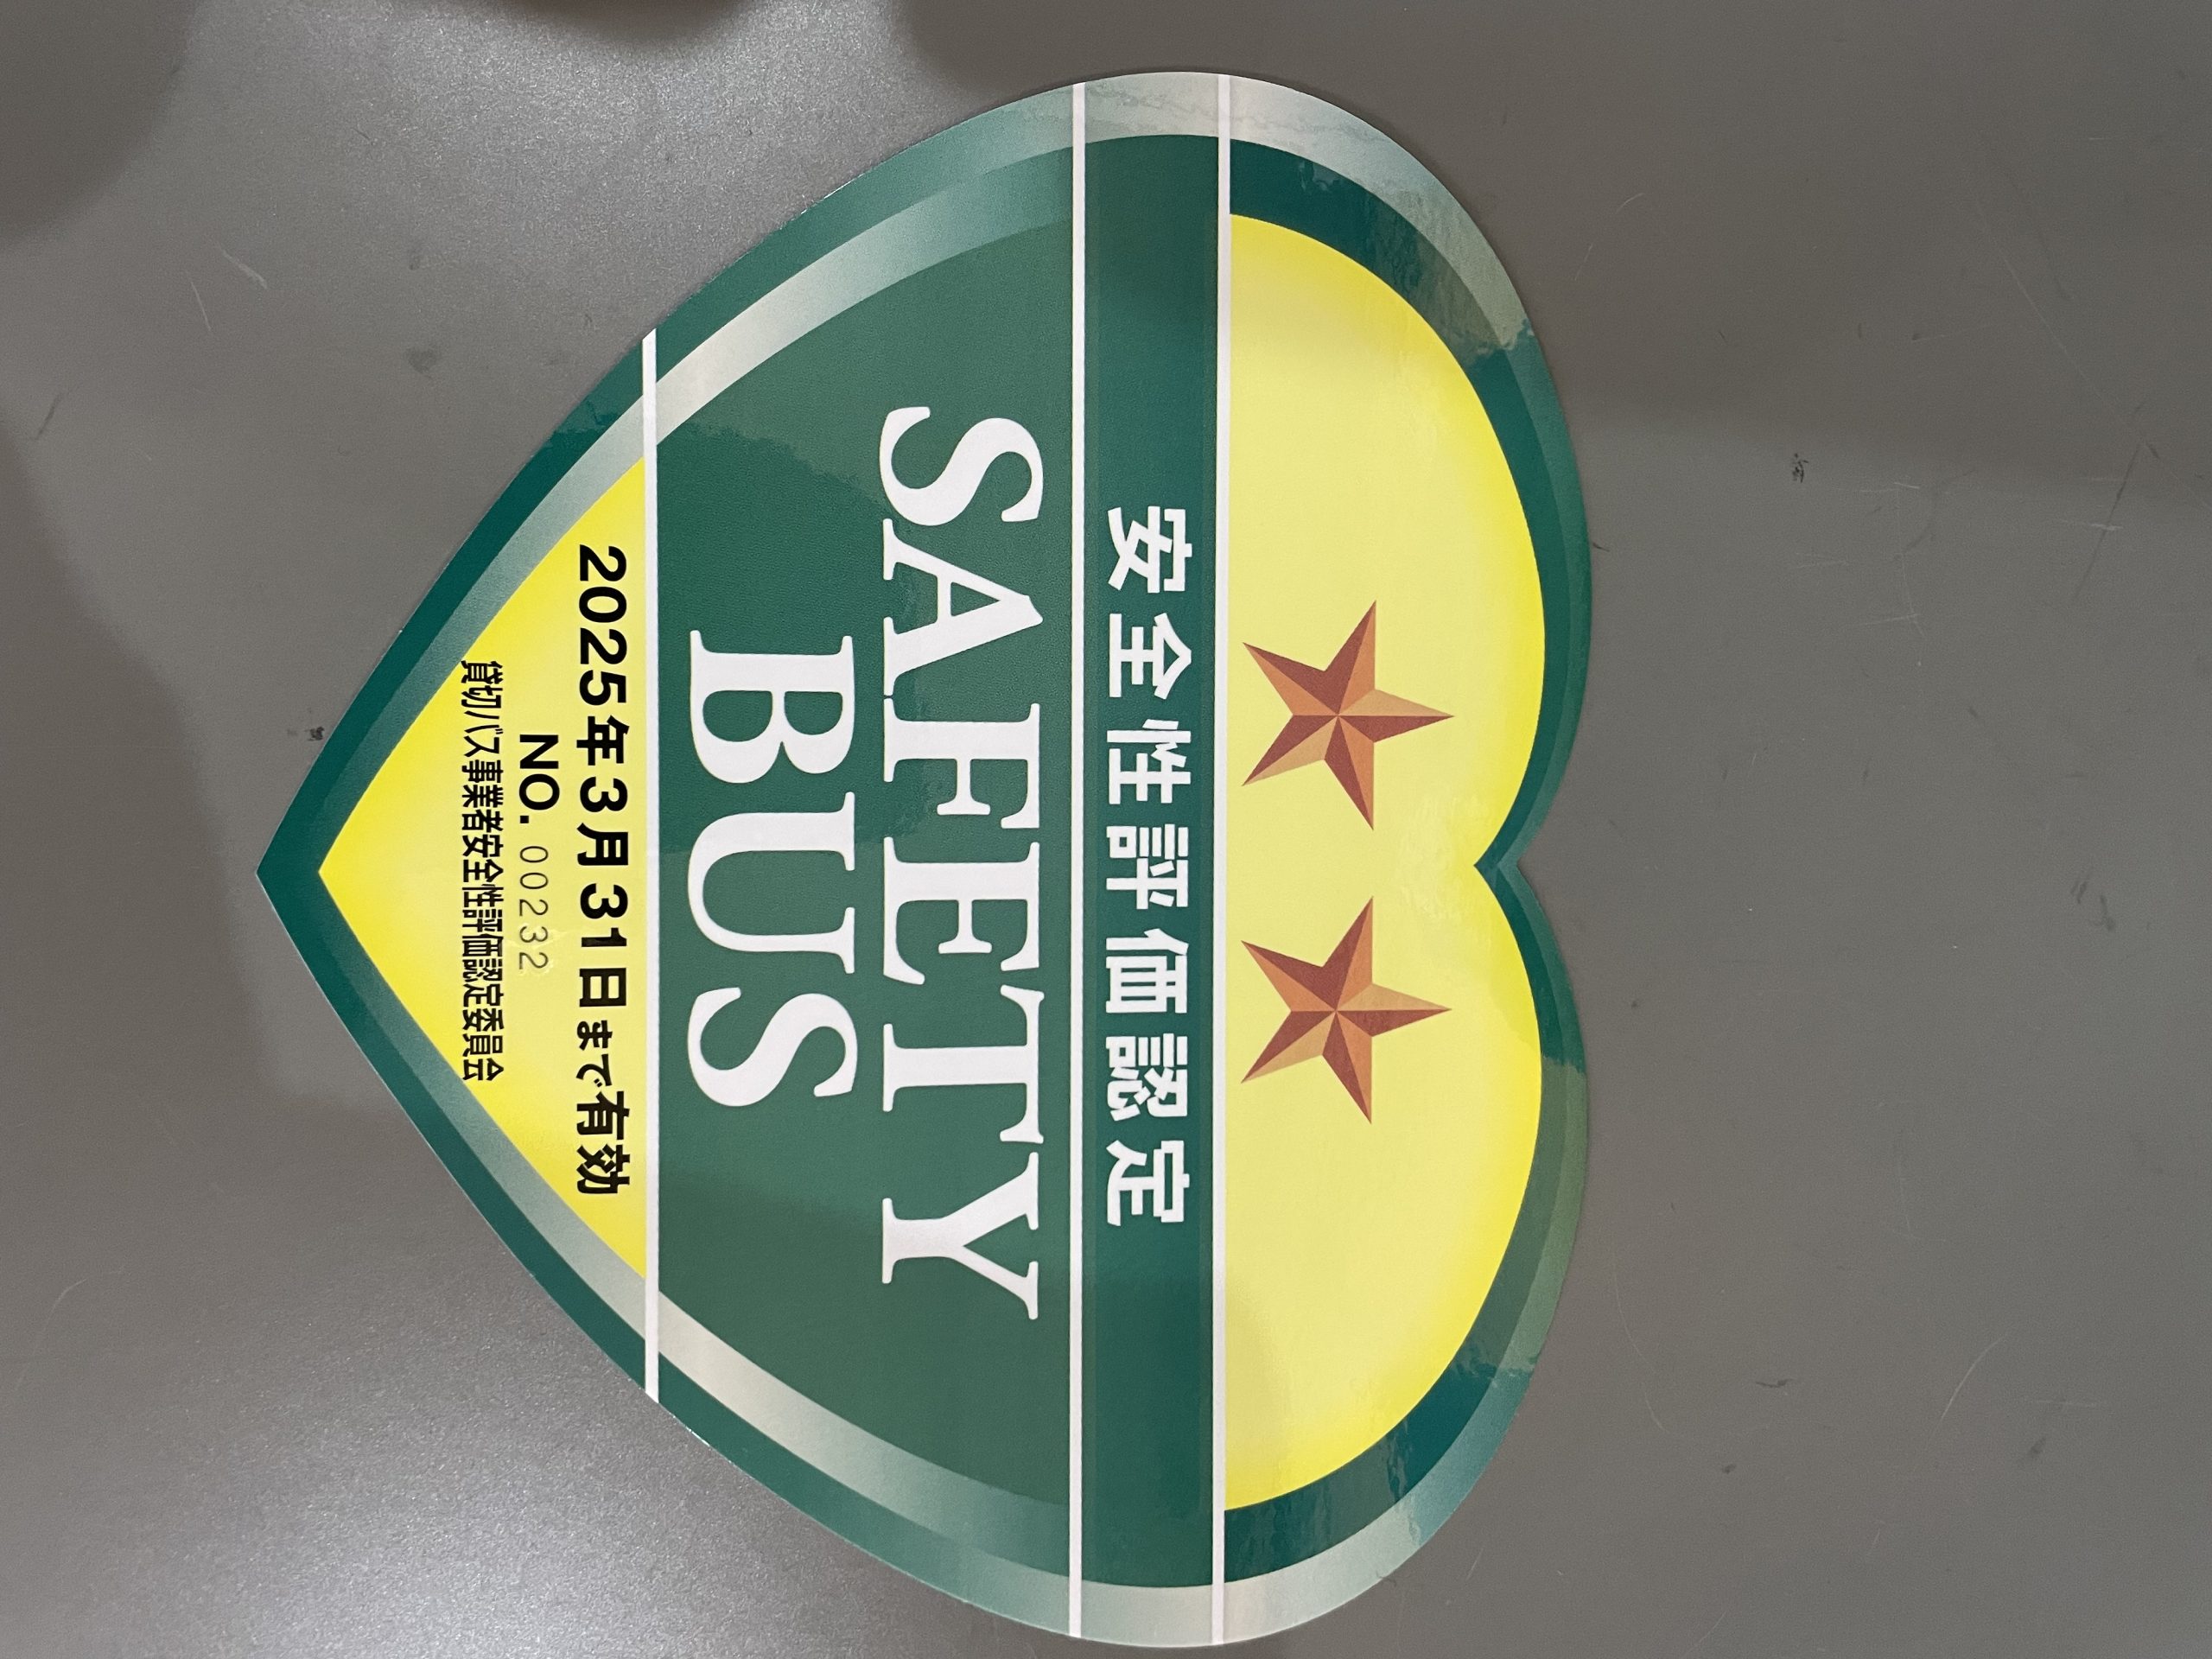 安全性評価認定
SAFETY
BUS
2025年3月31日まで有効
NO. 00232
貸切バス事業者安全性評価認定委員会